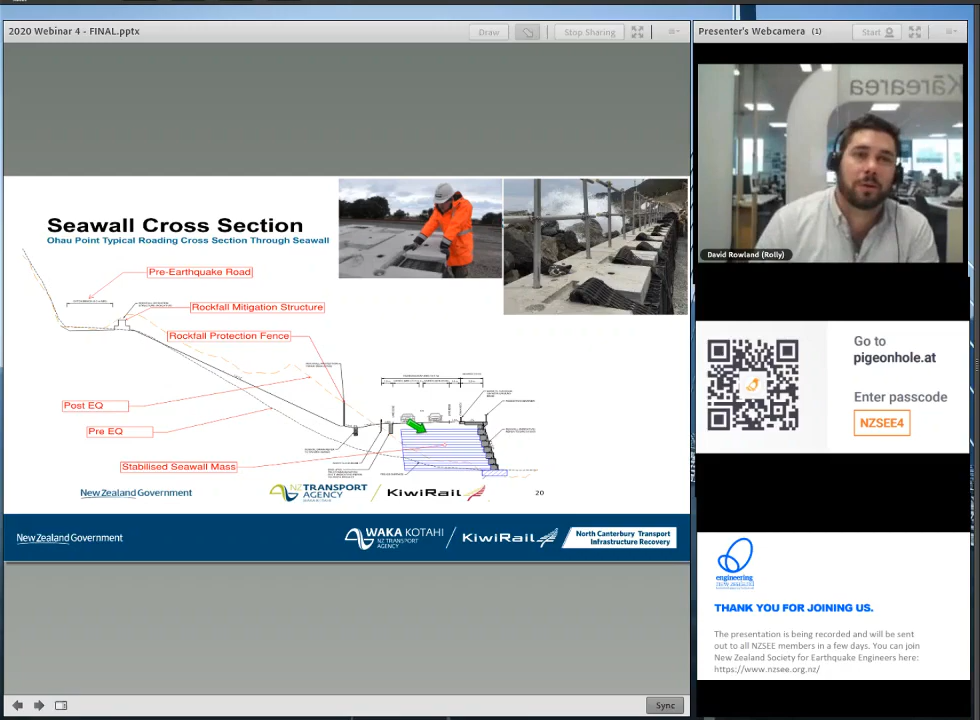 2020 Webinar 4 - FINAL.pptx
Draw
Stop Sharing
Presenter's Webcamera (1)
Start
Kārearea
David Rowland (Rolly)
Seawall Cross Section
Ohau Point Typical Roading Cross Section Through Seawall
Pre-Earthquake Road
Rockfall Mitigation Structure
Rockfall Protection Fence
Post EQ
Pre EQ
Stabilised Seawall Mass
New Zealand Government
NZ TRANSPORT
AGENCY
KiwiRail
20
New Zealand Government
WAKA KOTAHI
NZ TRANSPORT
AGENCY
KiwiRail
North Canterbury Transport
Infrastructure Recovery
Go to
pigeonhole.at
Enter passcode
NZSEE4
engineering
NEW ZEALAND
THANK YOU FOR JOINING US.
The presentation is being recorded and will be sent
out to all NZSEE members in a few days. You can join
New Zealand Society for Earthquake Engineers here:
https://www.nzsee.org.nz/
Sync